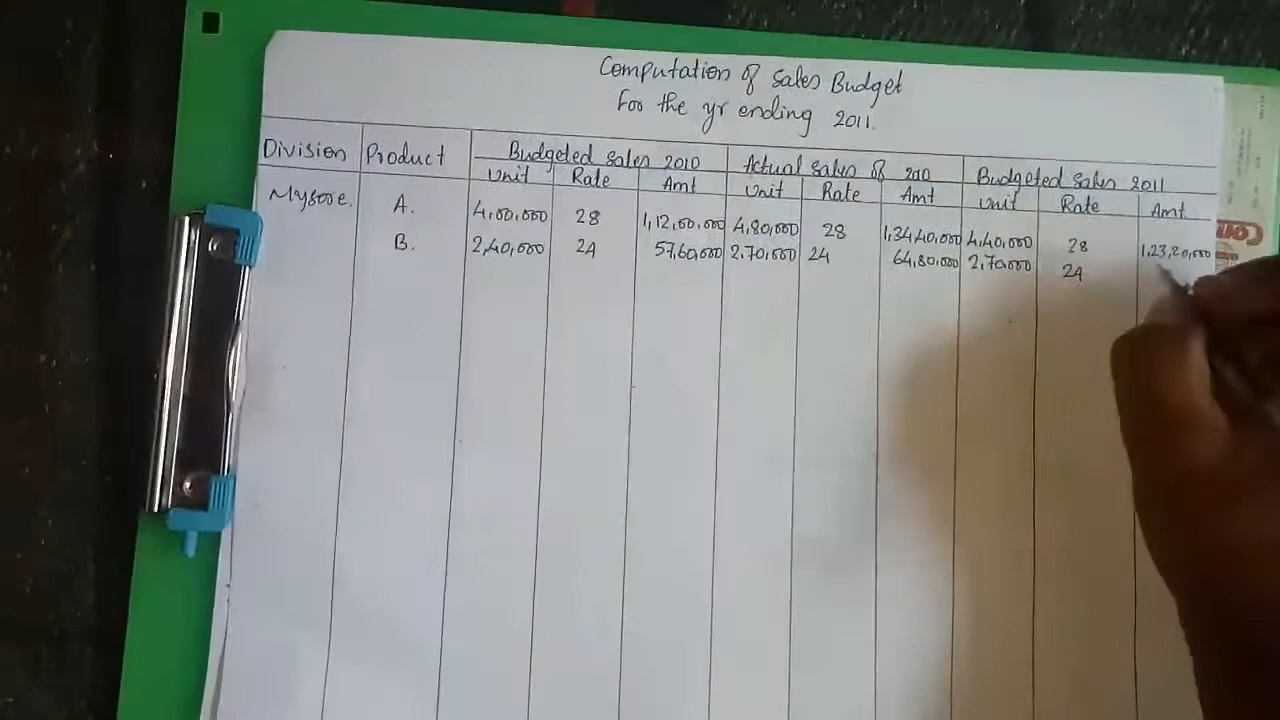 Computation of Sales Budget
For the yr ending 2011.
Division Product Budgeted Sales 2010 Actual Sales of 2010 Budgeted Sales 2011
Unit Rate Amt Unit Rate Amt Unit Rate Amt
Mysore. A. 4,00,000 28 1,12,00,000 4,80,000 28 1,34,40,000 4,40,000 28 1,23,20,000
B. 2,40,000 24 57,60,000 2,70,000 24 64,80,000 2,70,000 24